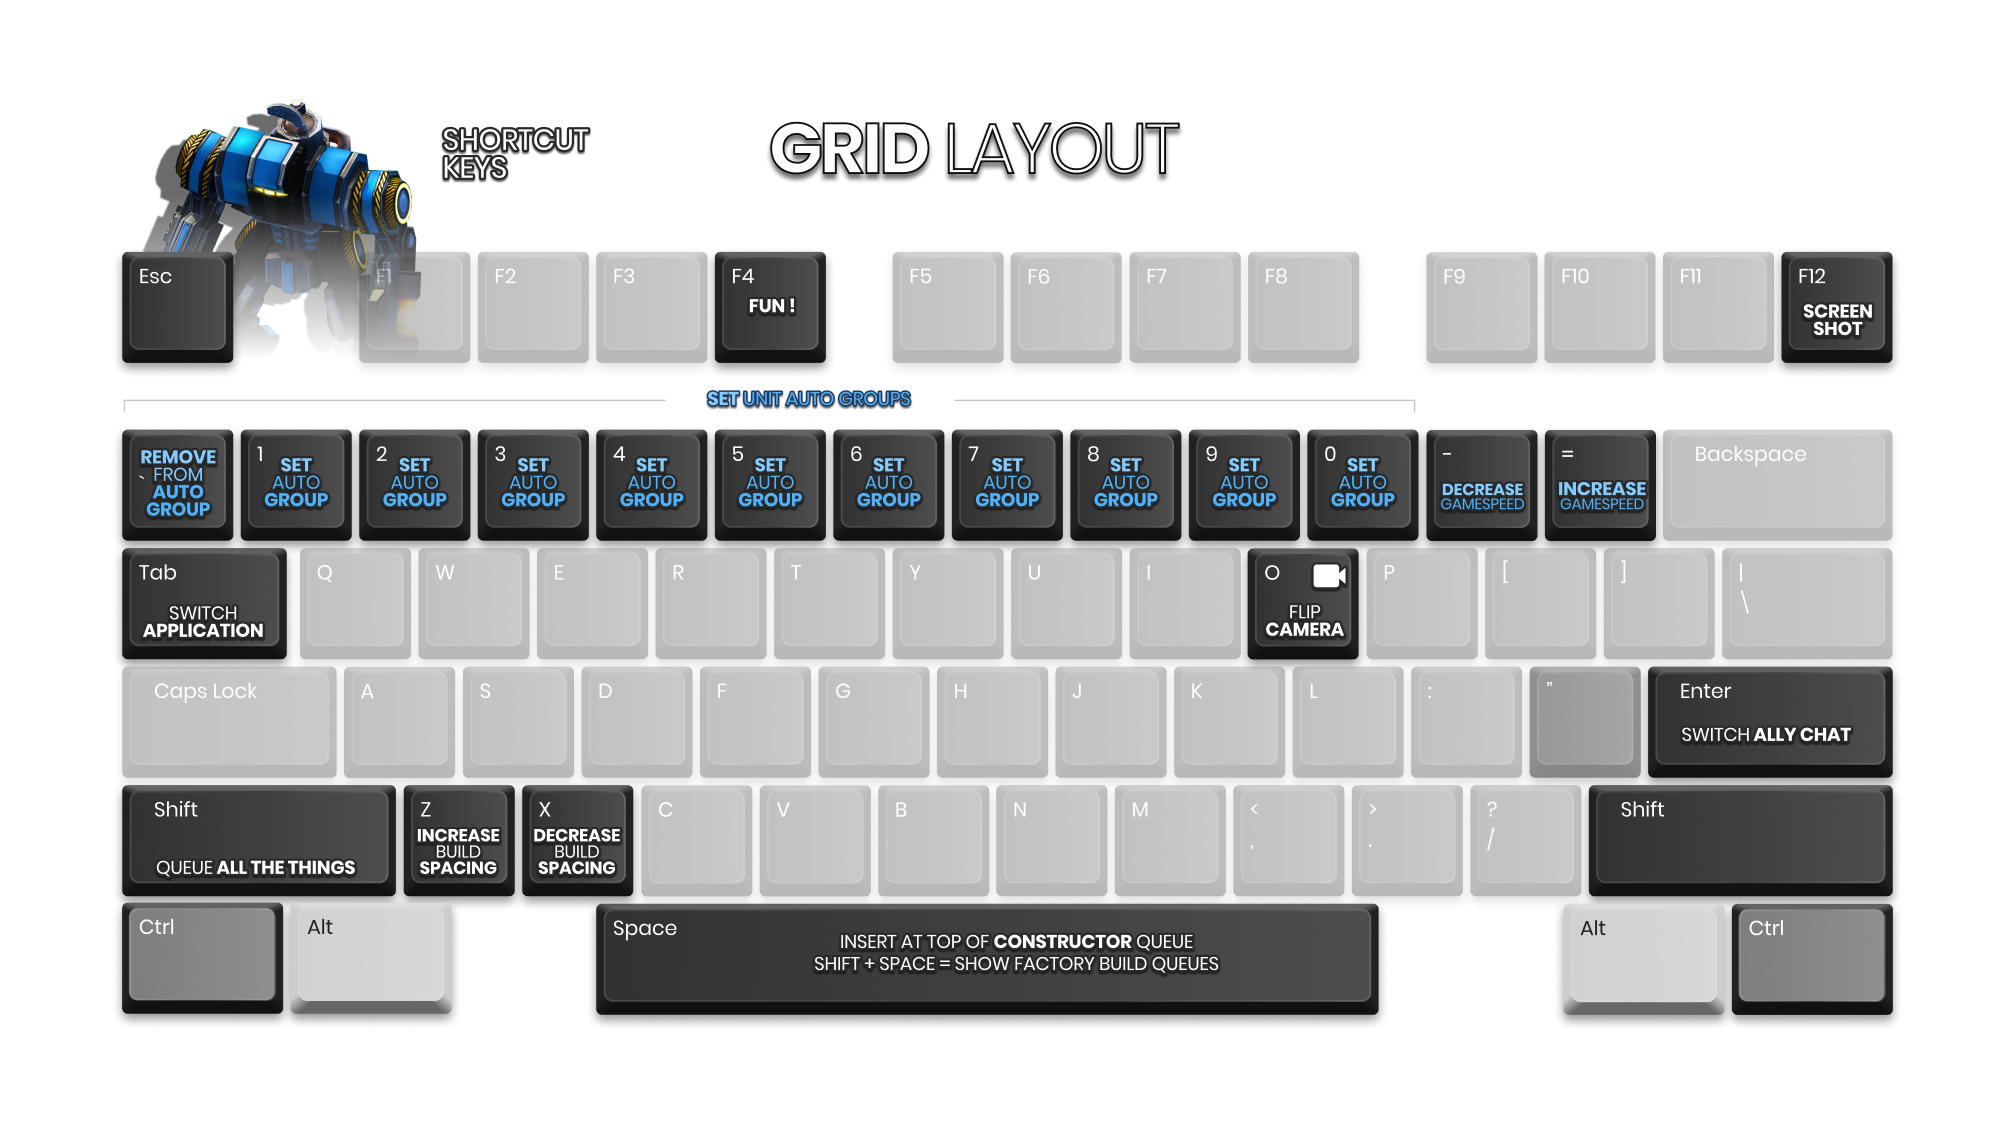 SHORTCUT
KEYS
GRID LAYOUT
Esc
F1
F2
F3
F4
FUN !
F5
F6
F7
F8
F9
F10
F11
F12
SCREEN
SHOT
SET UNIT AUTO GROUPS
REMOVE
` FROM
AUTO
GROUP
1
SET
AUTO
GROUP
2
SET
AUTO
GROUP
3
SET
AUTO
GROUP
4
SET
AUTO
GROUP
5
SET
AUTO
GROUP
6
SET
AUTO
GROUP
7
SET
AUTO
GROUP
8
SET
AUTO
GROUP
9
SET
AUTO
GROUP
0
SET
AUTO
GROUP
-
DECREASE
GAMESPEED
=
INCREASE
GAMESPEED
Backspace
Tab
SWITCH
APPLICATION
Q
W
E
R
T
Y
U
I
O
FLIP
CAMERA
P
[
]
|
\
Caps Lock
A
S
D
F
G
H
J
K
L
:
"
Enter
SWITCH ALLY CHAT
Shift
QUEUE ALL THE THINGS
Z
INCREASE
BUILD
SPACING
X
DECREASE
BUILD
SPACING
C
V
B
N
M
<
,
>
.
?
/
Shift
Ctrl
Alt
Space
INSERT AT TOP OF CONSTRUCTOR QUEUE
SHIFT + SPACE = SHOW FACTORY BUILD QUEUES
Alt
Ctrl